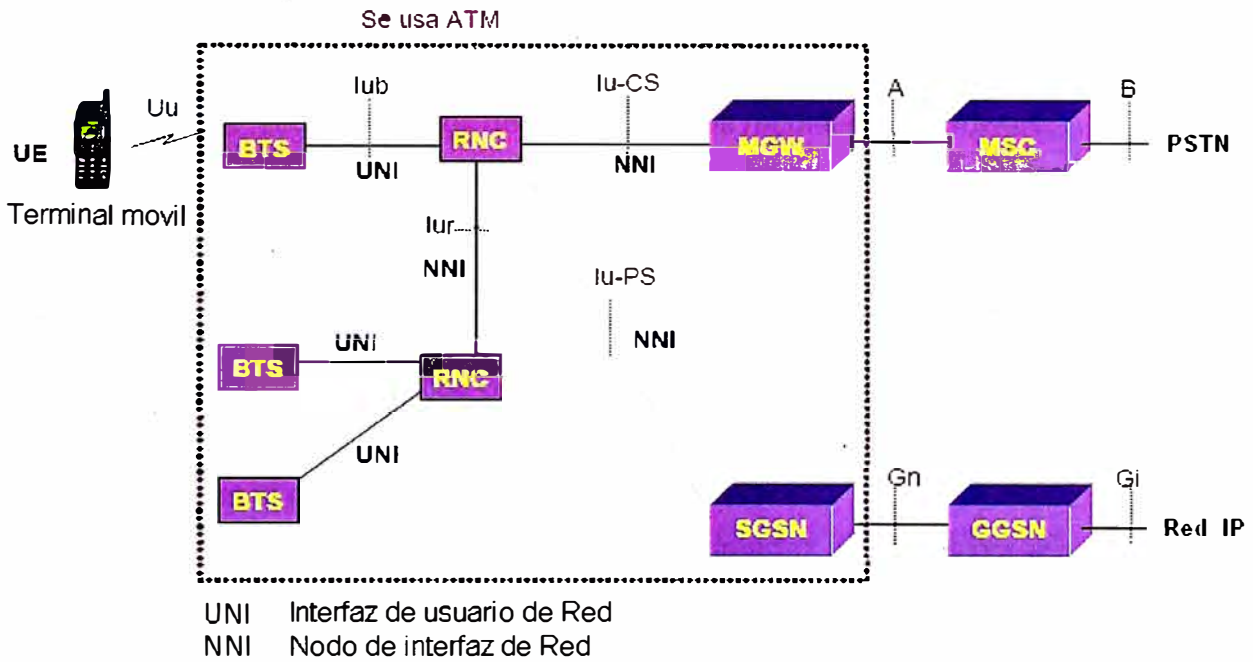 Se usa ATM
Iub
Iu-CS
A
B
Uu
UE
BTS
RNC
MGW
MSC
PSTN
UNI
NNI
Terminal movil
Iur
NNI
Iu-PS
NNI
UNI
BTS
RNC
UNI
BTS
SGSN
Gn
GGSN
Gi
Red IP
UNI Interfaz de usuario de Red
NNI Nodo de interfaz de Red